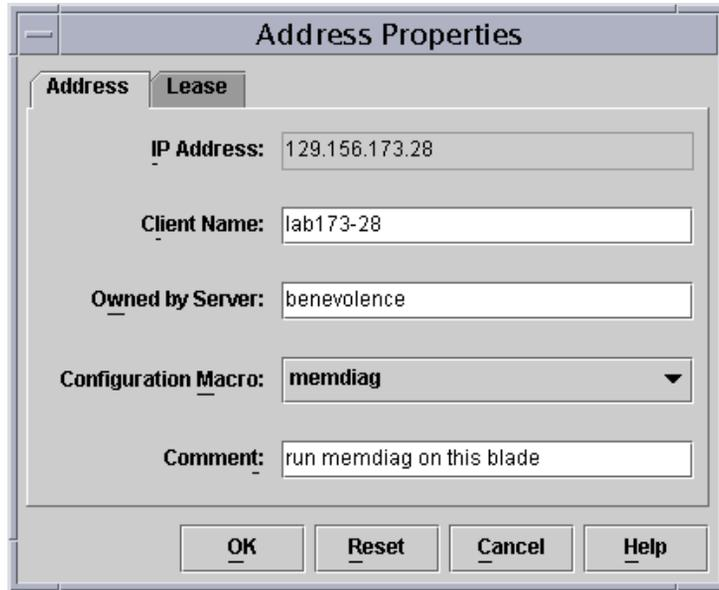 Address Properties
Address Lease
IP Address: 129.156.173.28
Client Name: lab173-28
Owned by Server: benevolence
Configuration Macro: memdiag
Comment: run memdiag on this blade
OK Reset Cancel Help